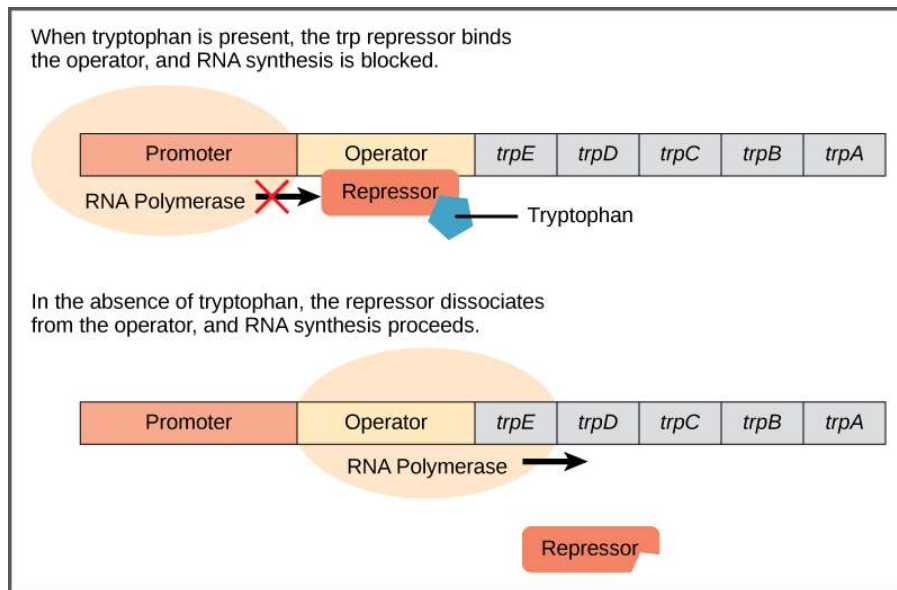 When tryptophan is present, the trp repressor binds
the operator, and RNA synthesis is blocked.
Promoter Operator trpE trpD trpC trpB trpA
RNA Polymerase Repressor
Tryptophan
In the absence of tryptophan, the repressor dissociates
from the operator, and RNA synthesis proceeds.
Promoter Operator trpE trpD trpC trpB trpA
RNA Polymerase
Repressor